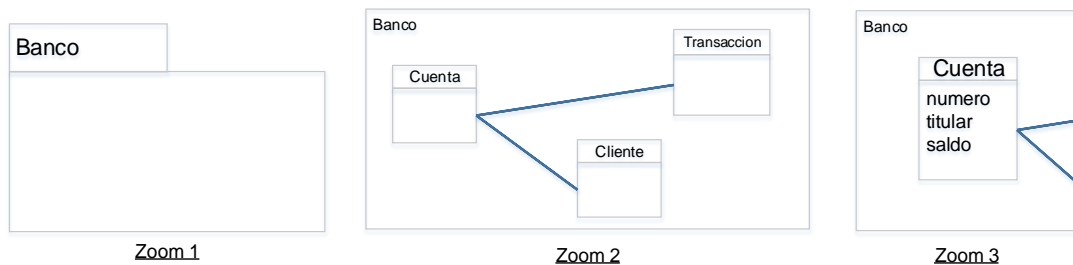 Banco
Zoom 1
Banco
Transaccion
Cuenta
Cliente
Zoom 2
Banco
Cuenta
numero
titular
saldo
Zoom 3